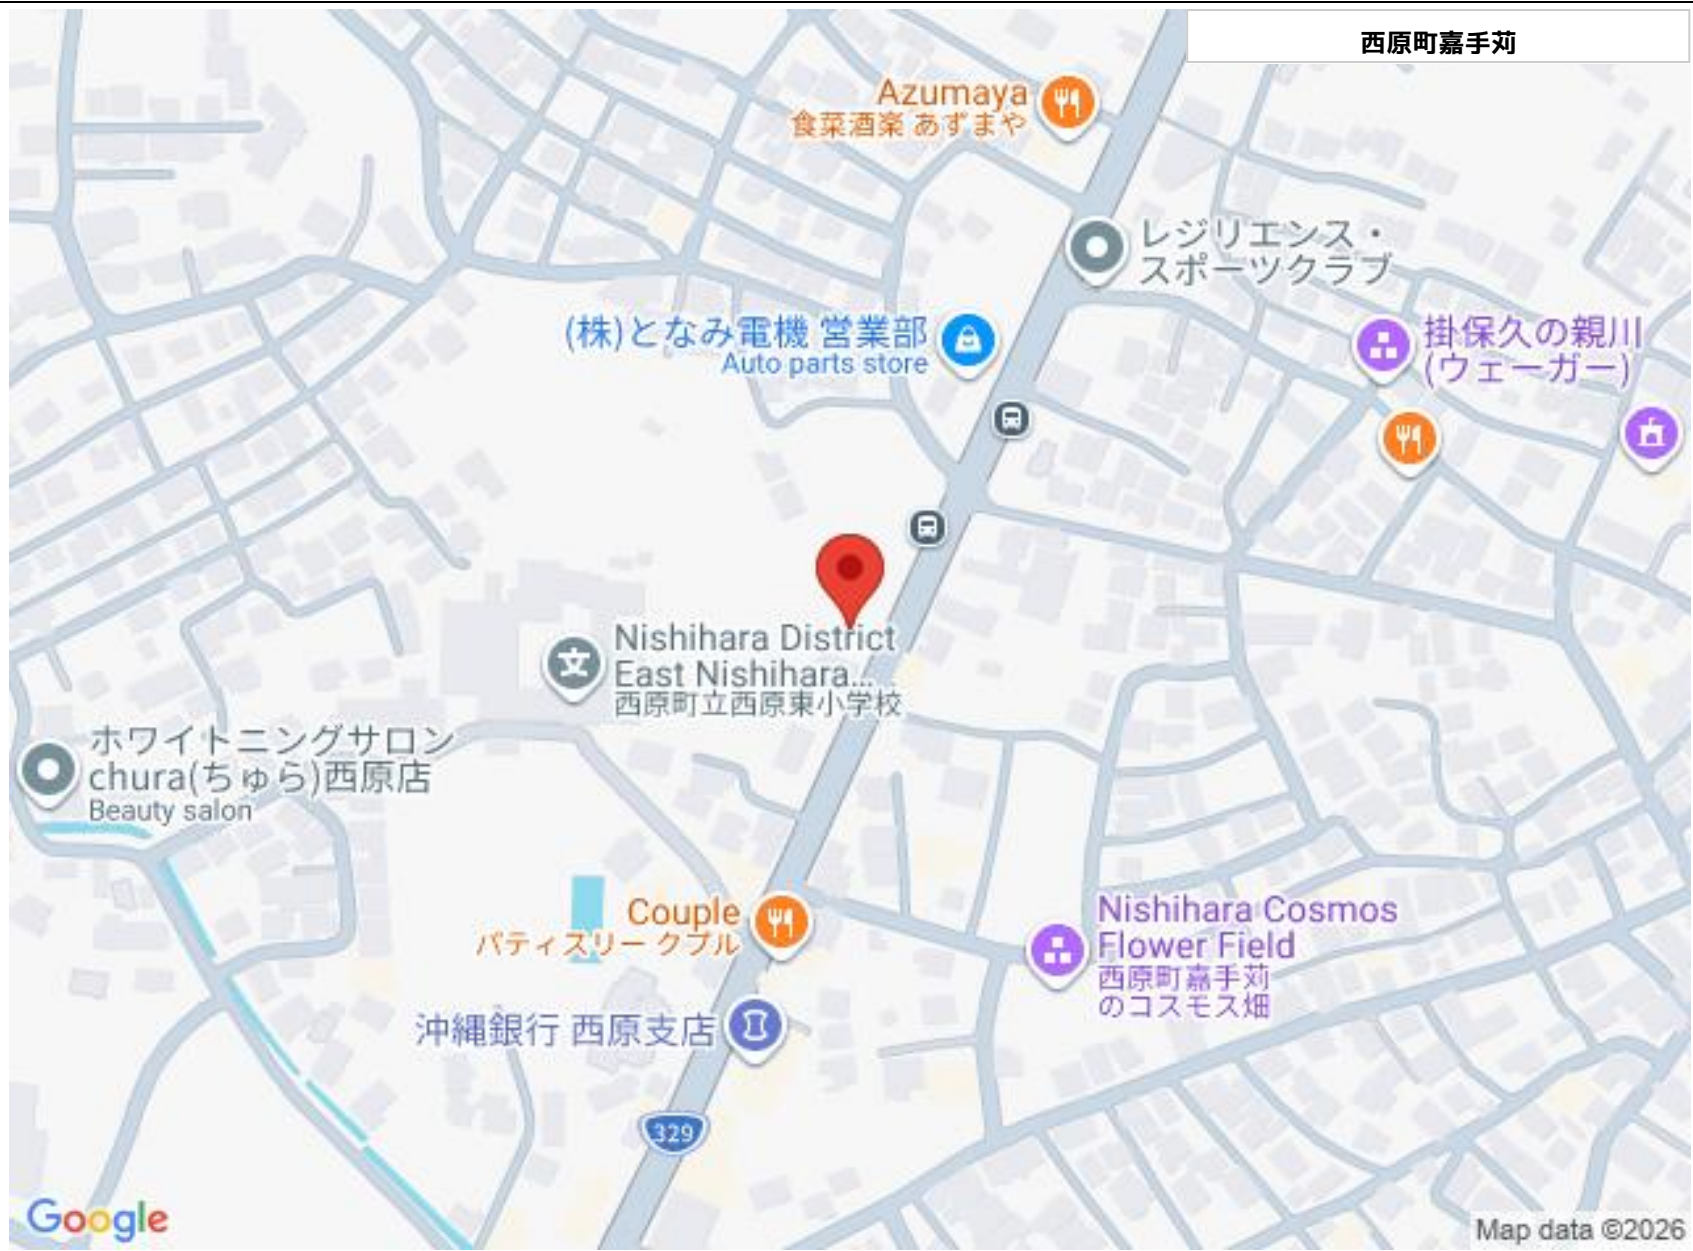 西原町嘉手苅
Azumaya
食菜酒楽 あずまや
レジリエンス・
スポーツクラブ
(株)となみ電機 営業部
Auto parts store
掛保久の親川
(ウェーガー)
Nishihara District
East Nishihara...
西原町立西原東小学校
ホワイトニングサロン
chura(ちゅら)西原店
Beauty salon
Couple
パティスリー クプル
Nishihara Cosmos
Flower Field
西原町嘉手苅
のコスモス畑
沖縄銀行 西原支店
329
Google
Map data ©2026